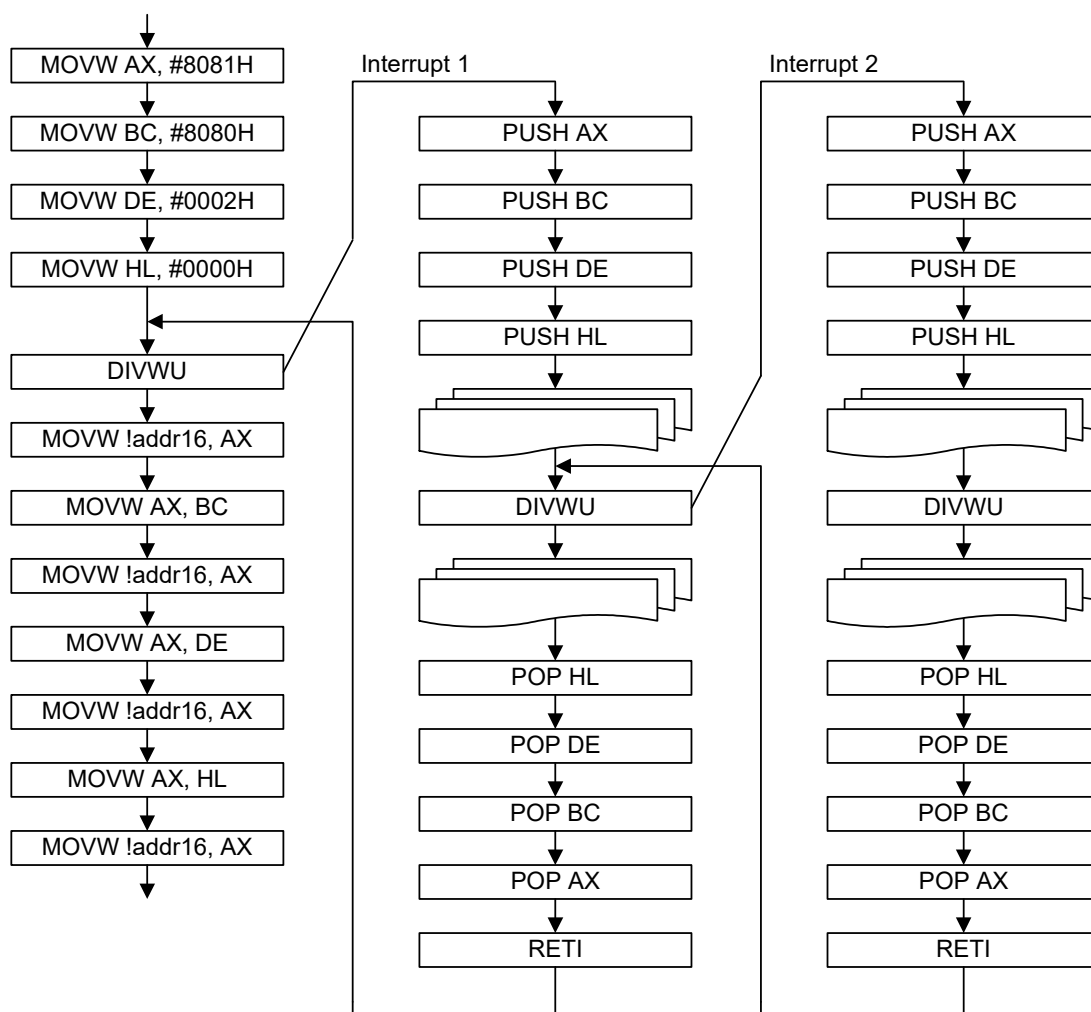 MOVW AX, #8081H
MOVW BC, #8080H
MOVW DE, #0002H
MOVW HL, #0000H
DIVWU
MOVW !addr16, AX
MOVW AX, BC
MOVW !addr16, AX
MOVW AX, DE
MOVW !addr16, AX
MOVW AX, HL
MOVW !addr16, AX
Interrupt 1
PUSH AX
PUSH BC
PUSH DE
PUSH HL
DIVWU
POP HL
POP DE
POP BC
POP AX
RETI
Interrupt 2
PUSH AX
PUSH BC
PUSH DE
PUSH HL
DIVWU
POP HL
POP DE
POP BC
POP AX
RETI